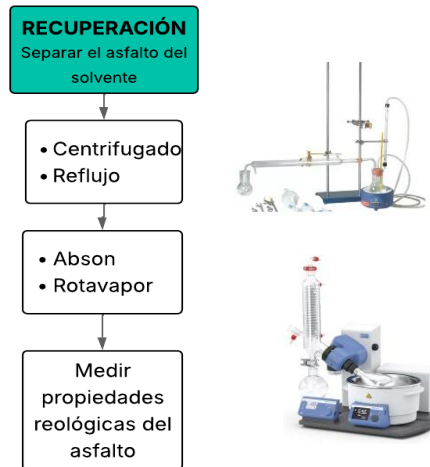 RECUPERACIÓN
Separar el asfalto del
solvente
• Centrifugado
• Reflujo
• Abson
• Rotavapor
Medir
propiedades
reológicas del
asfalto